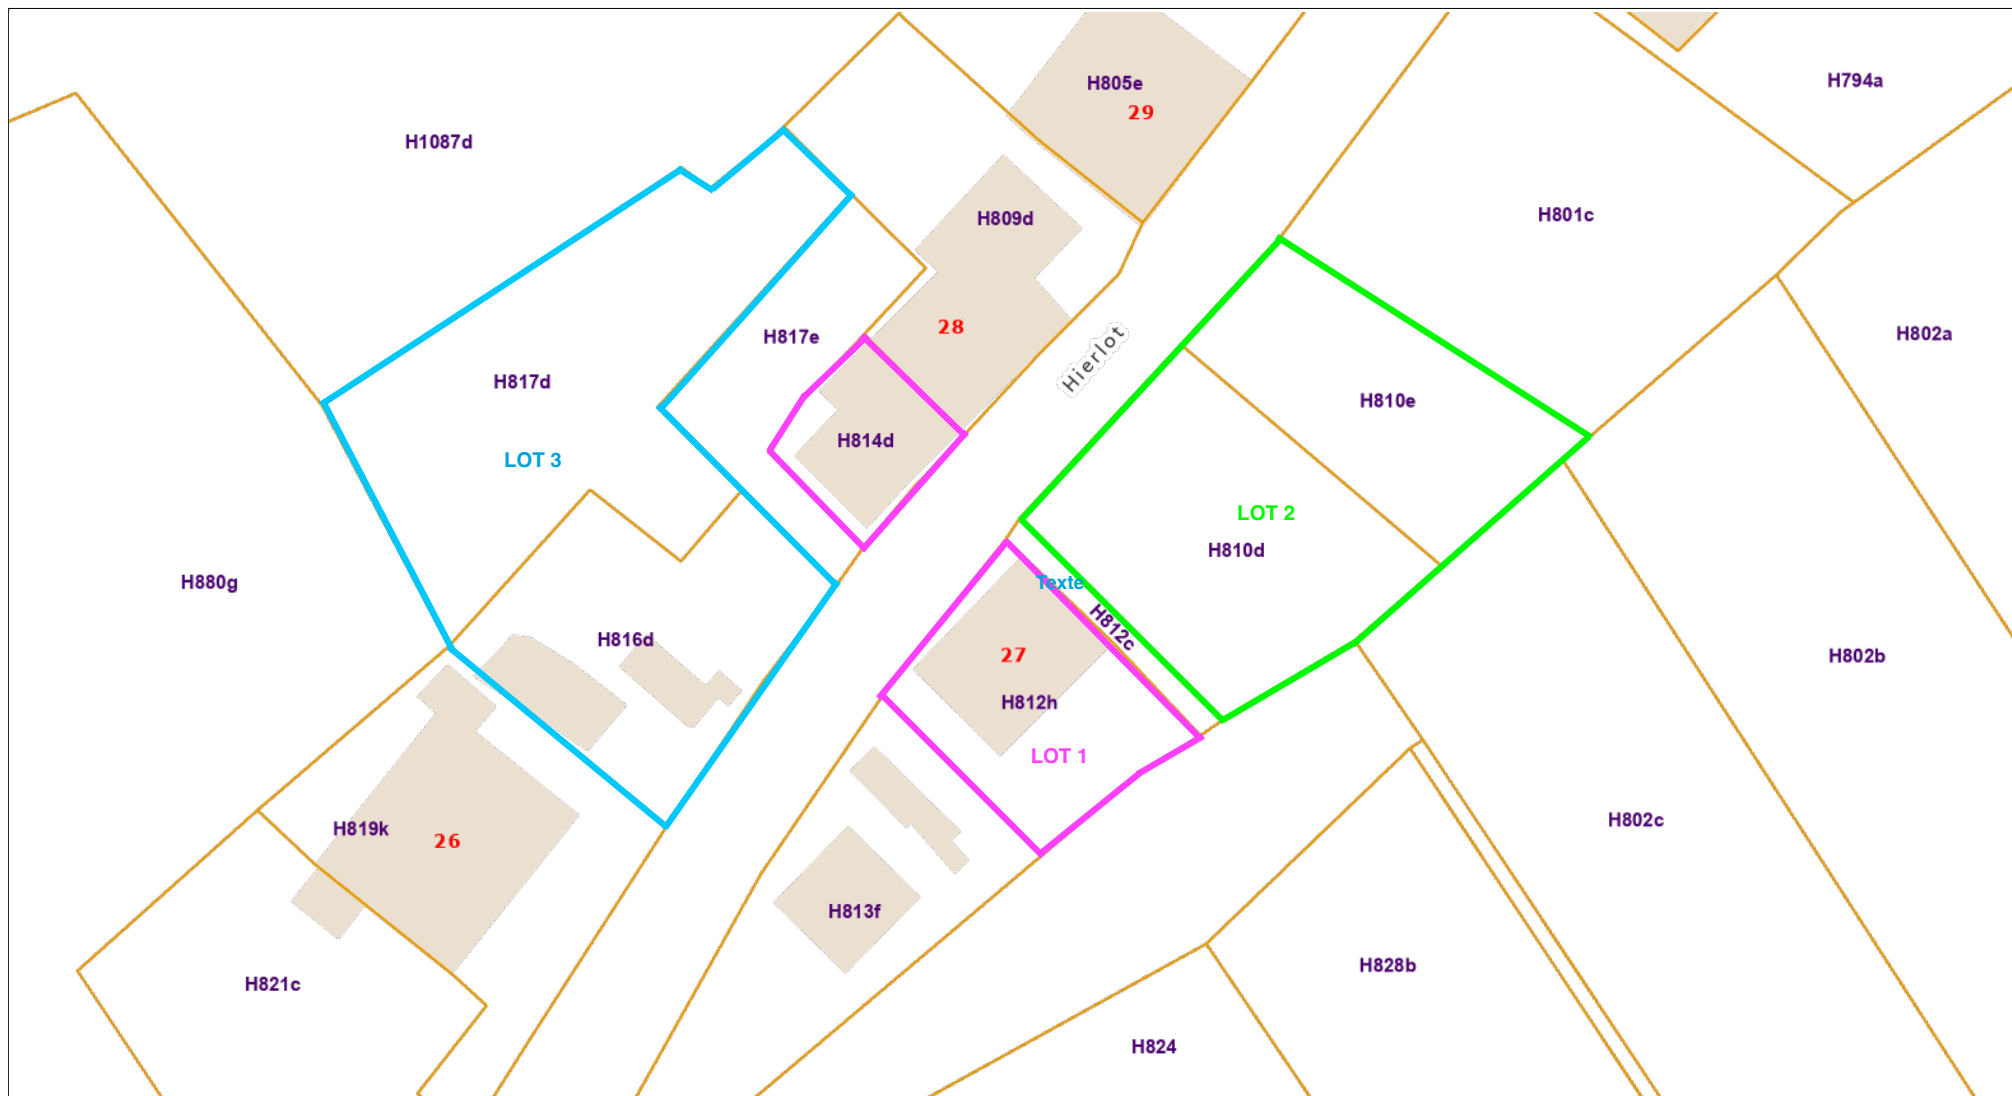 H794a
H805e
29
H1087d
H801c
H809d
28
H802a
H817e
Hierlot
H817d
H810e
H814d
LOT 3
LOT 2
H810d
H880g
Texte
H812c
H816d
27
H802b
H812h
LOT 1
H802c
H819k
26
H813f
H828b
H821c
H824